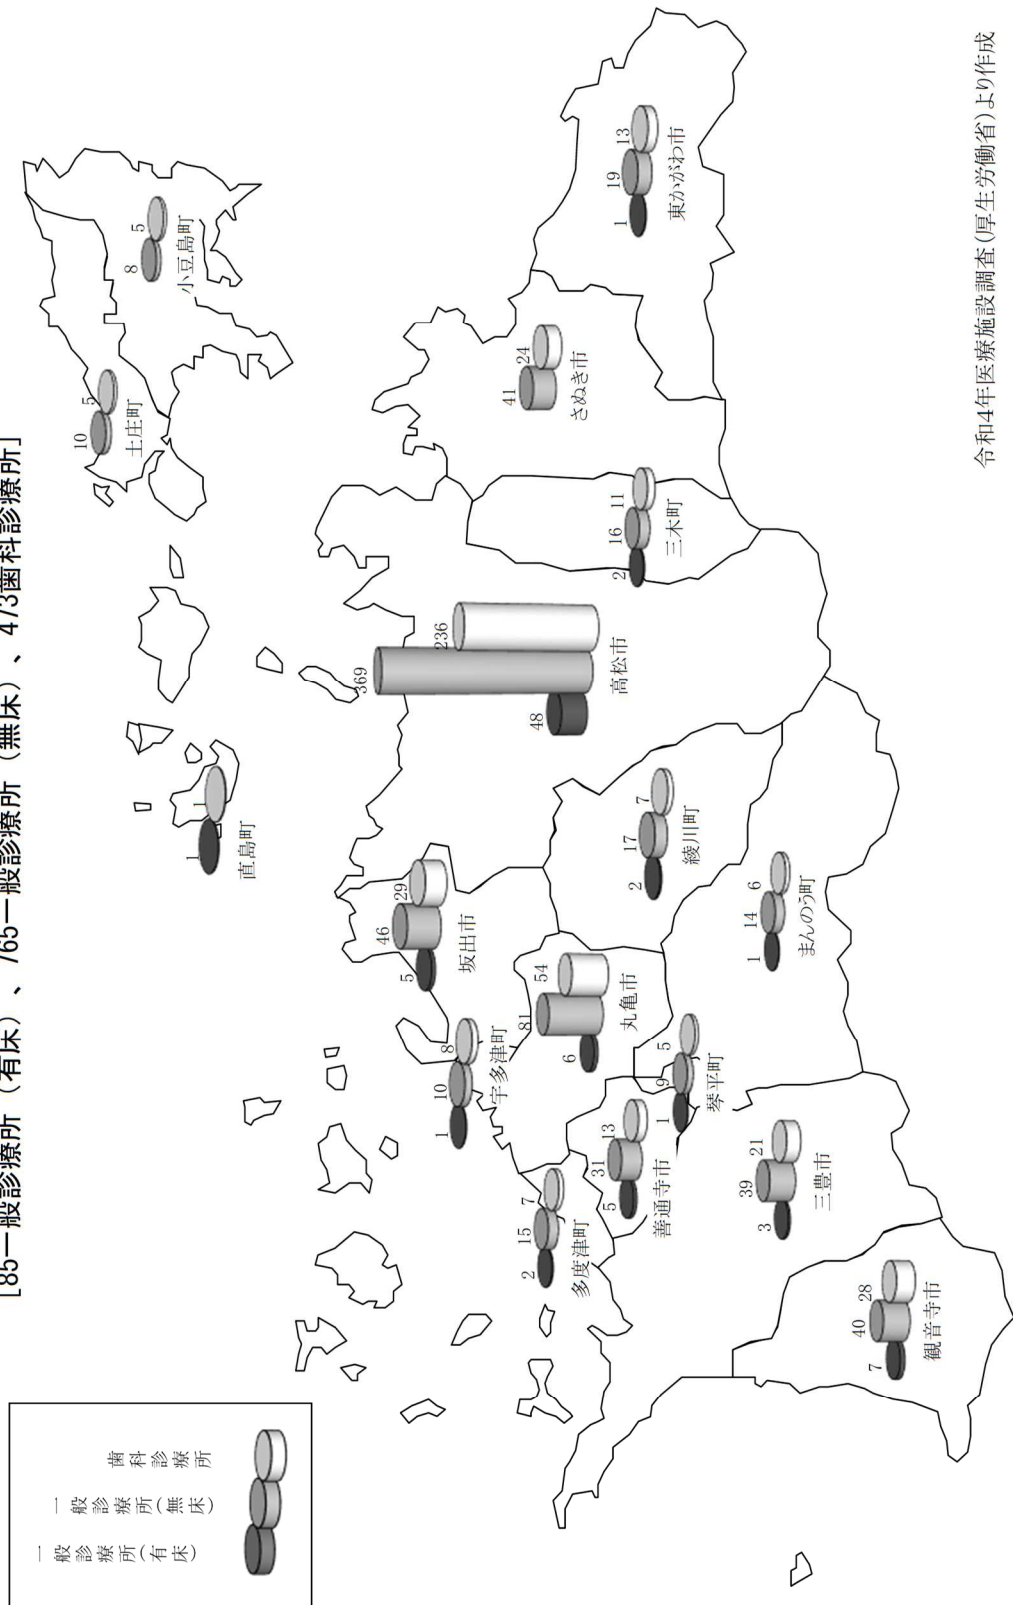 [85一般診療所（有床）、765一般診療所（無床）、473歯科診療所]
一般診療所(有床)
一般診療所(無床)
歯科診療所
10
5
土庄町
8
5
小豆島町
1
1
直島町
369
236
48
高松市
46
29
5
坂出市
1
10
8
宇多津町
81
54
6
丸亀市
2
15
7
多度津町
5
31
13
善通寺市
1
9
5
琴平町
2
17
7
綾川町
2
16
11
三木町
41
24
さぬき市
1
19
13
東かがわ市
1
14
6
まんのう町
3
39
21
三豊市
7
40
28
観音寺市
令和4年医療施設調査(厚生労働省)より作成